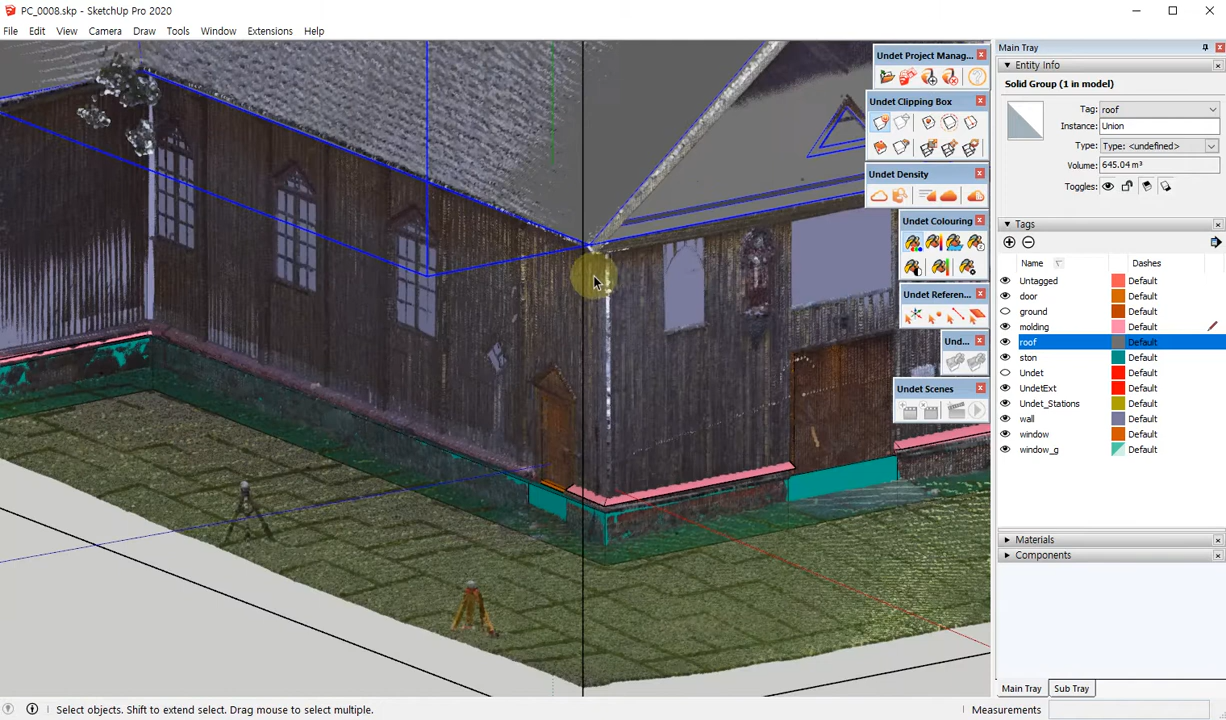 PC_0008.skp - SketchUp Pro 2020
File Edit View Camera Draw Tools Window Extensions Help
Undet Project Manag...
Undet Clipping Box
Undet Density
Undet Colouring
Undet Referen...
Und...
Undet Scenes
Main Tray
Entity Info
Solid Group (1 in model)
Tag: roof
Instance: Union
Type: Type: <undefined>
Volume: 645.04 m³
Toggles:
Tags
Name Dashes
Untagged Default
door Default
ground Default
molding Default
roof Default
ston Default
Undet Default
UndetExt Default
Undet_Stations Default
wall Default
window Default
window_g Default
Materials
Components
Main Tray Sub Tray
Select objects. Shift to extend select. Drag mouse to select multiple. Measurements